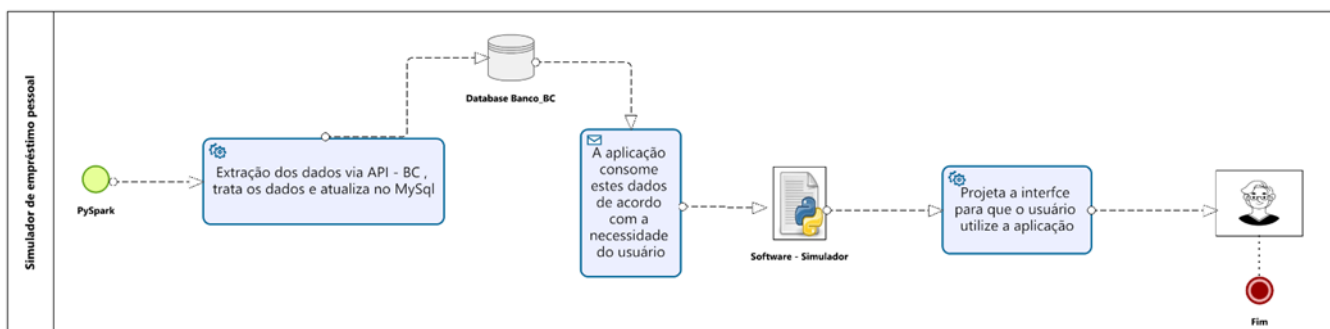 Simulador de empréstimo pessoal
PySpark
Extração dos dados via API - BC ,
trata os dados e atualiza no MySql
Database Banco_BC
A aplicação
consome
estes dados
de acordo
com a
necessidade
do usuário
Software - Simulador
Projeta a interfce
para que o usuário
utilize a aplicação
Fim